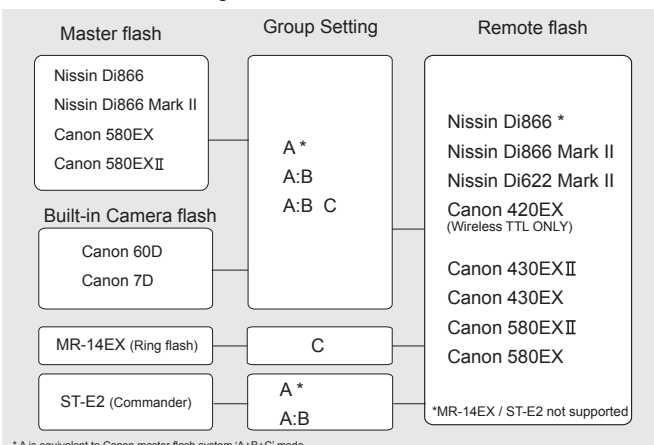 Master flash
Group Setting
Remote flash
Nissin Di866
Nissin Di866 Mark II
Canon 580EX
Canon 580EXⅡ
Built-in Camera flash
Canon 60D
Canon 7D
MR-14EX (Ring flash)
ST-E2 (Commander)
A *
A:B
A:B C
C
A *
A:B
Nissin Di866 *
Nissin Di866 Mark II
Nissin Di622 Mark II
Canon 420EX
(Wireless TTL ONLY)
Canon 430EXⅡ
Canon 430EX
Canon 580EXⅡ
Canon 580EX
*MR-14EX / ST-E2 not supported
* A is equivalent to Canon master flash system 'A+B+C' mode